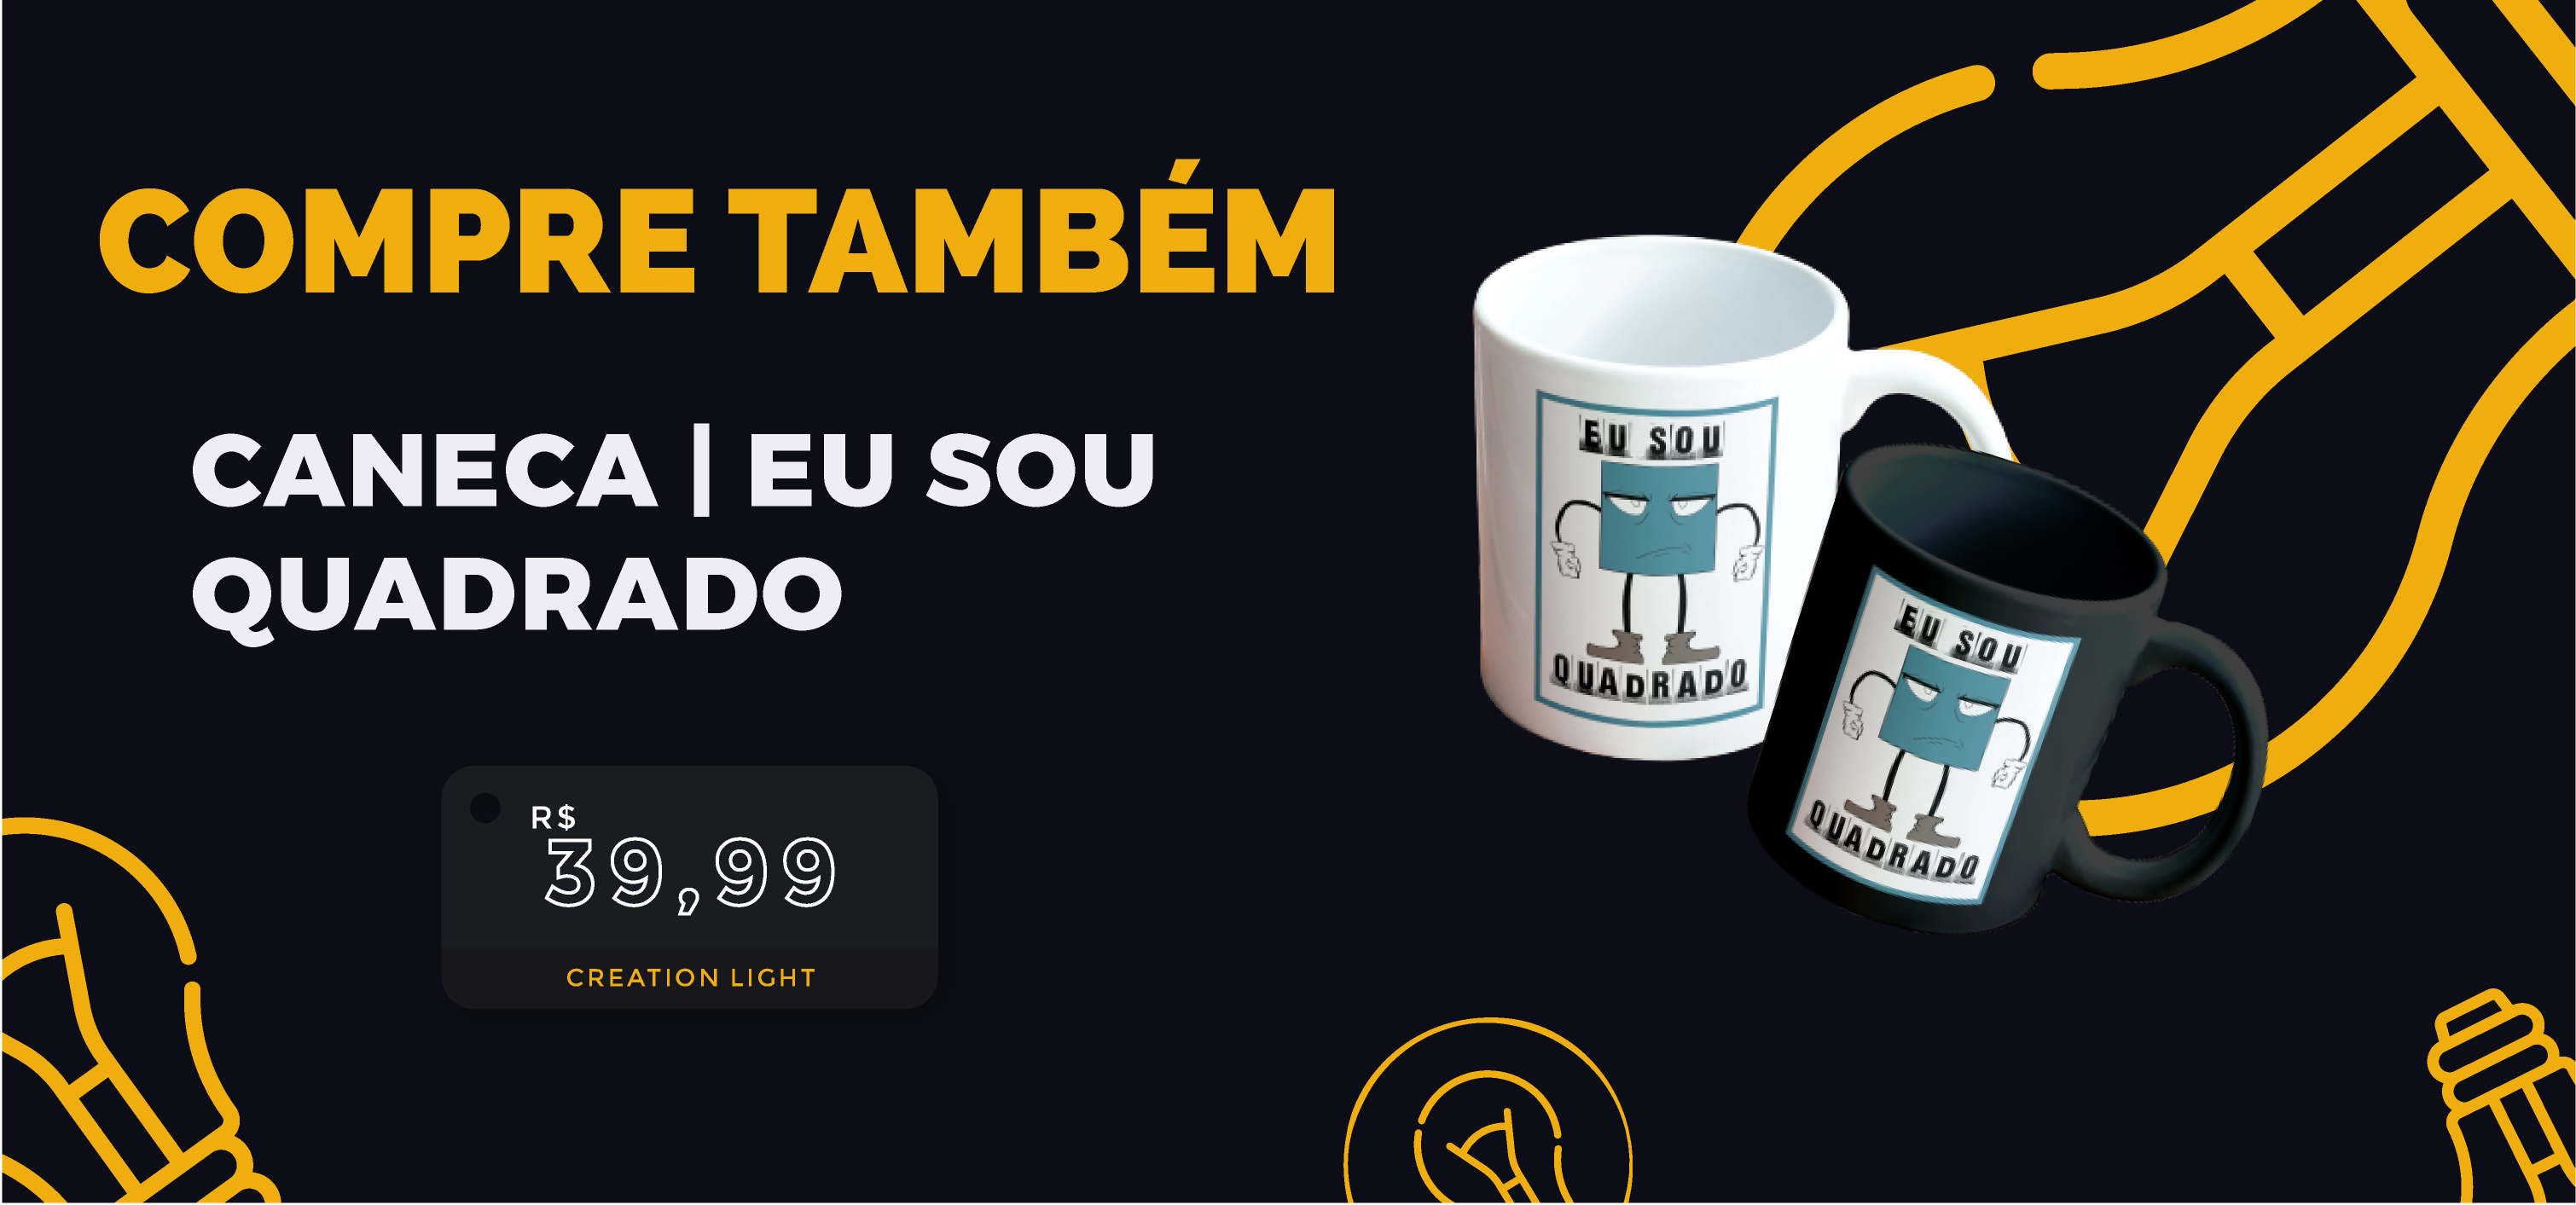 COMPRE TAMBÉM
CANECA | EU SOU
QUADRADO
R$
39,99
CREATION LIGHT
EU SOU
QUADRADO
EU SOU
QUADRADO